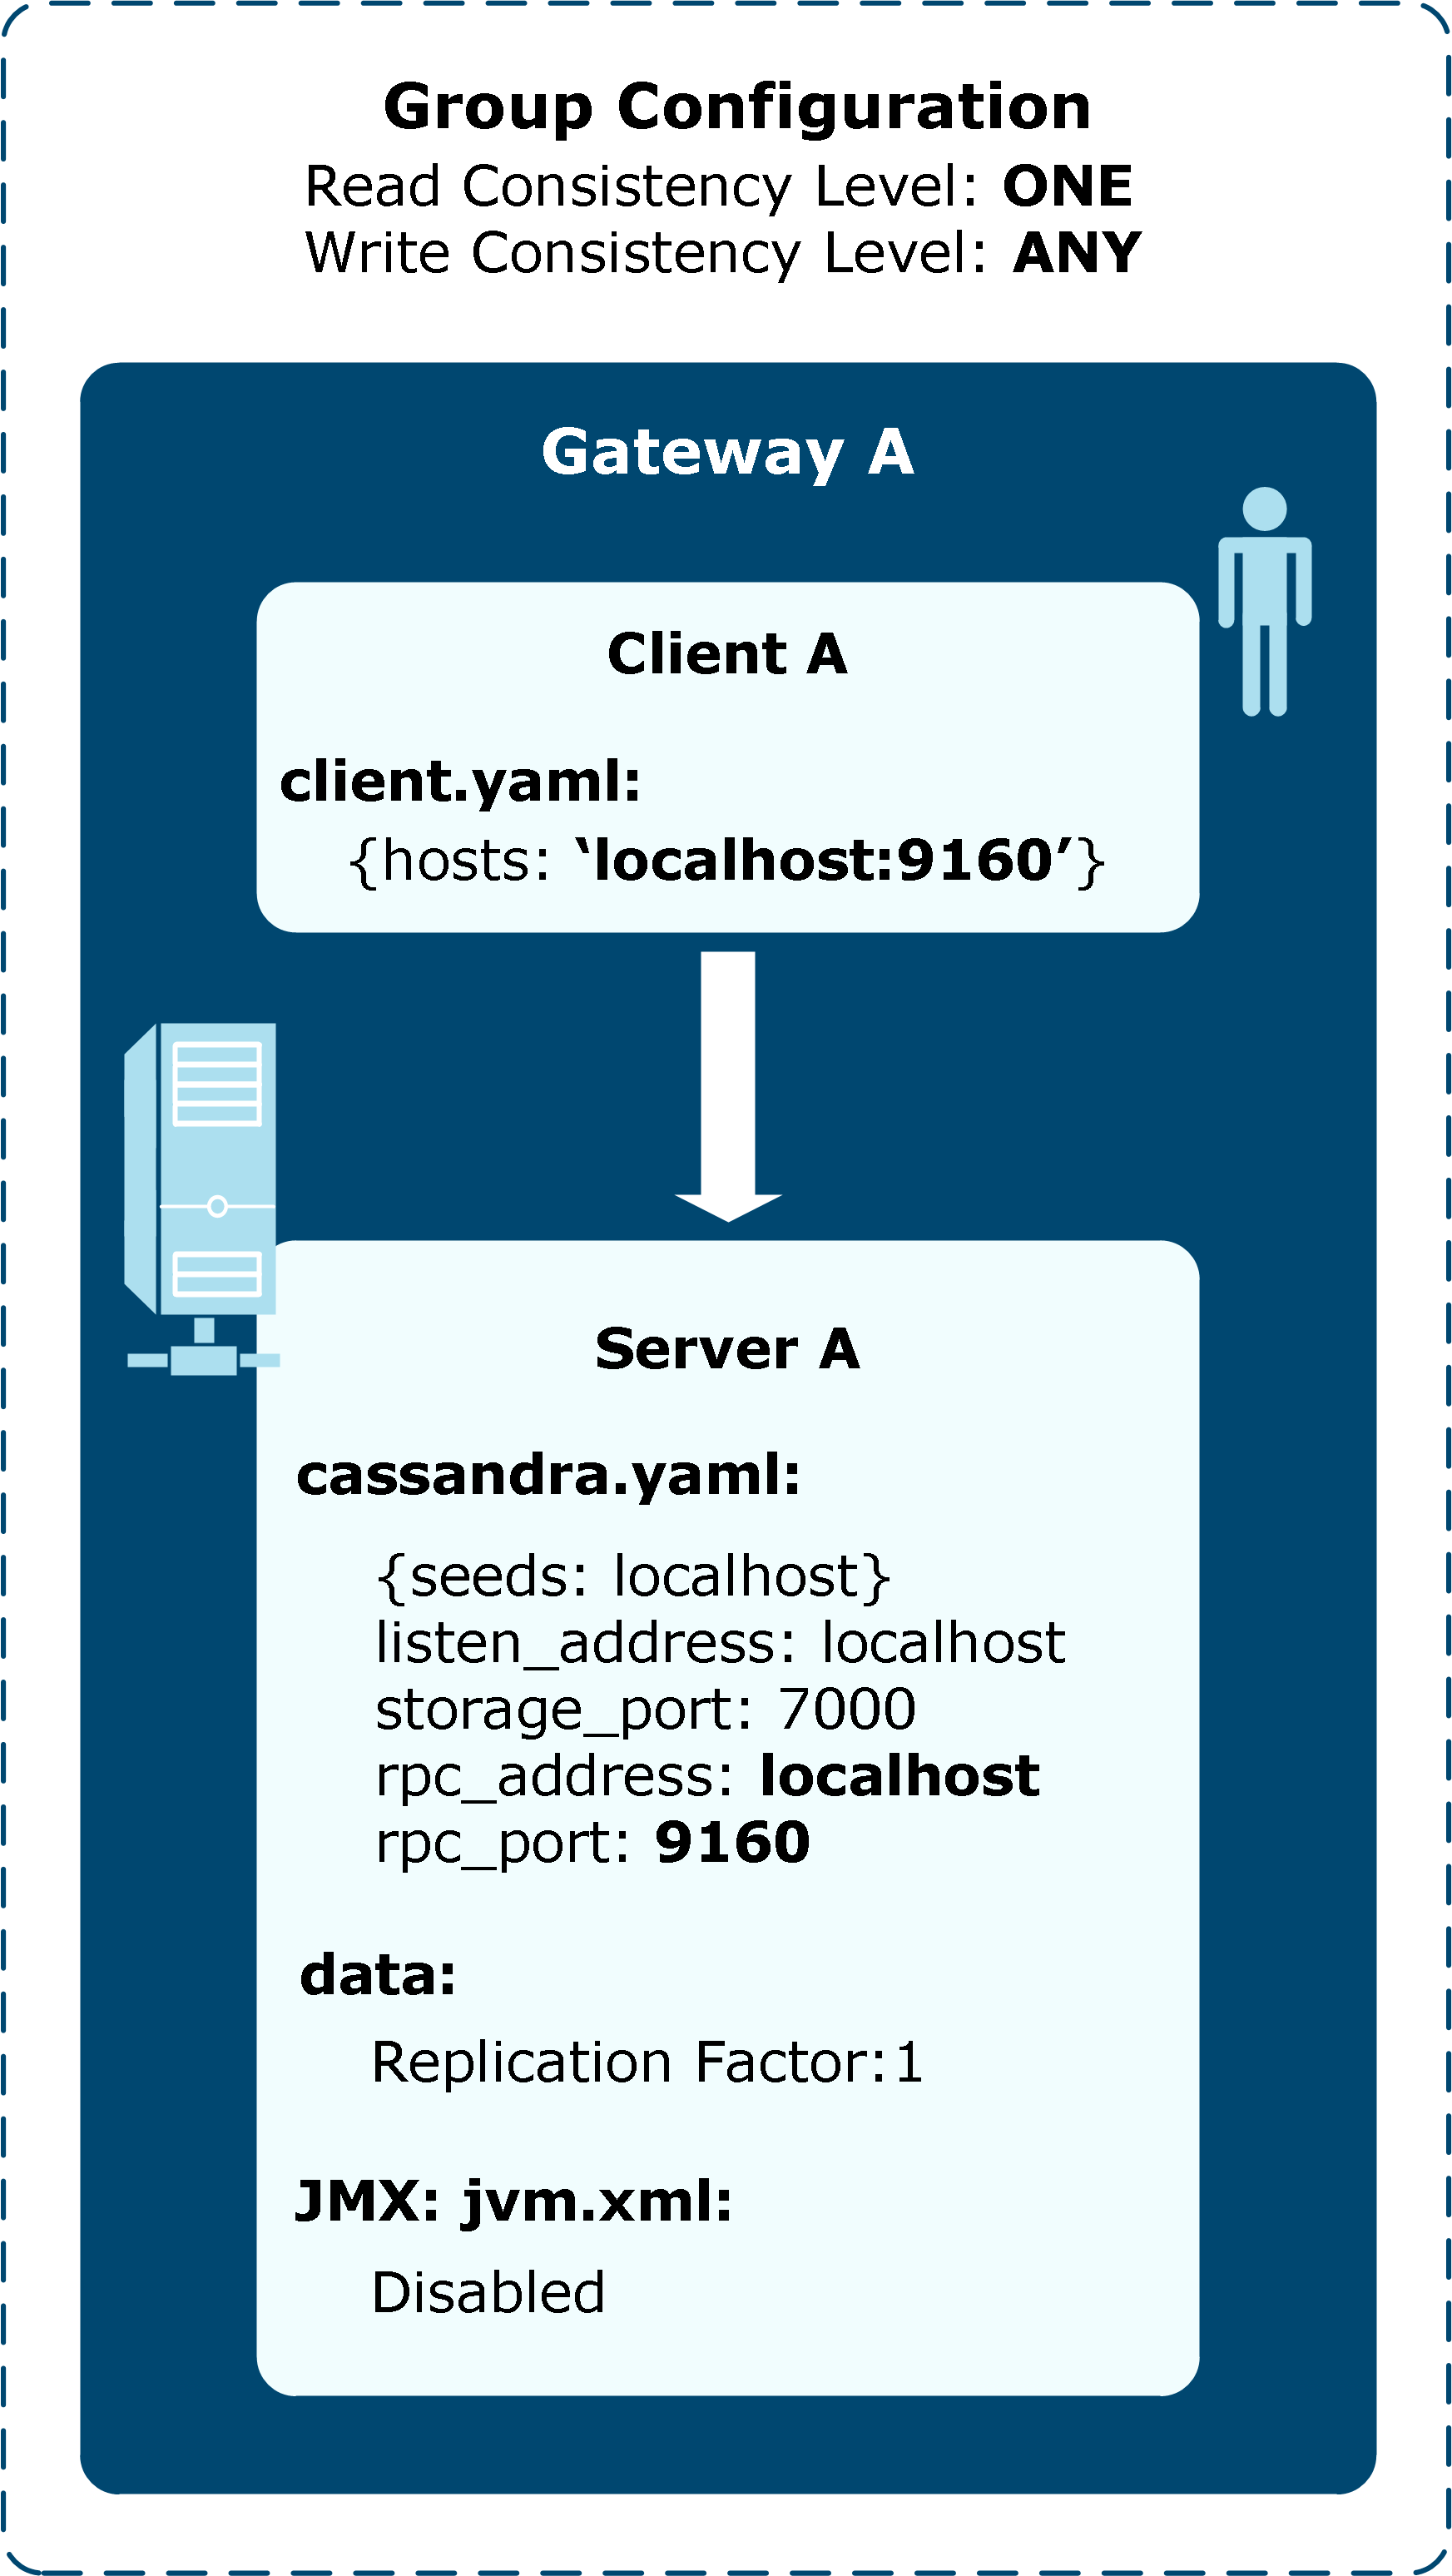 Group Configuration
Read Consistency Level: ONE
Write Consistency Level: ANY
Gateway A
Client A
client.yaml:
{hosts: ‘localhost:9160’}
Server A
cassandra.yaml:
{seeds: localhost}
listen_address: localhost
storage_port: 7000
rpc_address: localhost
rpc_port: 9160
data:
Replication Factor:1
JMX: jvm.xml:
Disabled